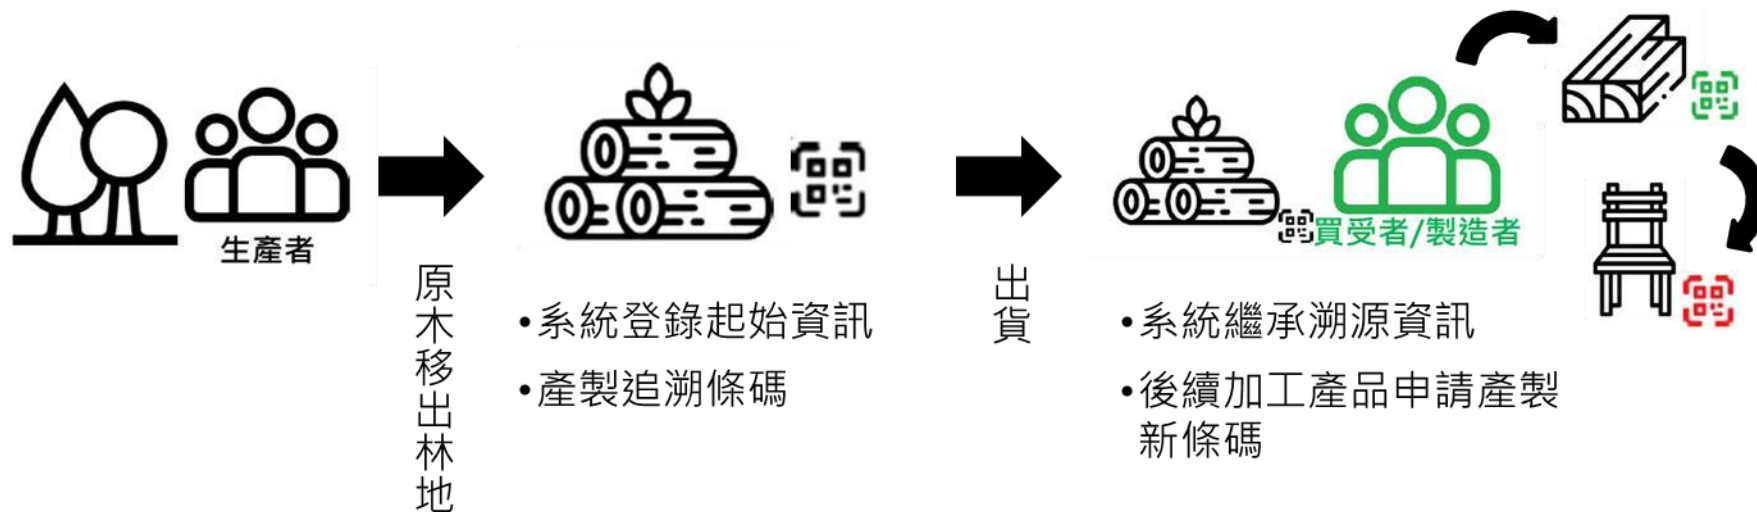 生產者
原木移出林地
•系統登錄起始資訊
•產製追溯條碼
出貨
買受者/製造者
•系統繼承溯源資訊
•後續加工產品申請產製
新條碼